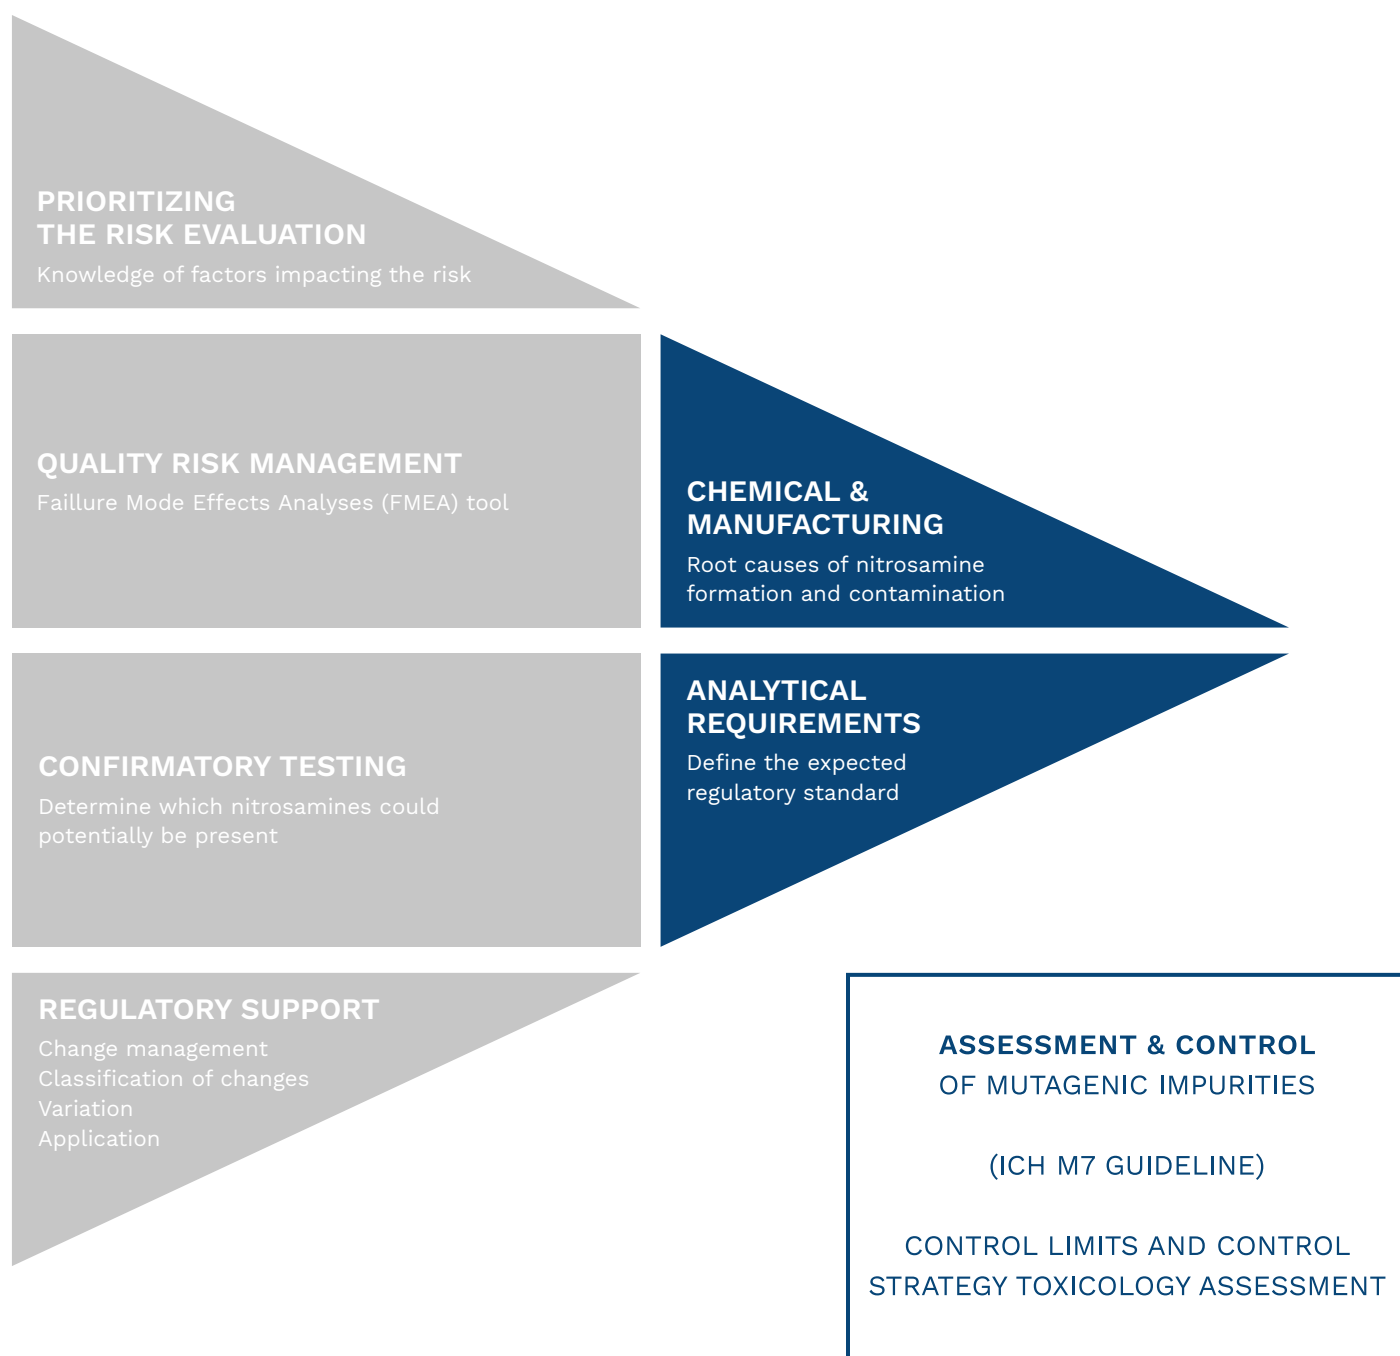 PRIORITIZING
THE RISK EVALUATION
Knowledge of factors impacting the risk
QUALITY RISK MANAGEMENT
Faillure Mode Effects Analyses (FMEA) tool
CHEMICAL &
MANUFACTURING
Root causes of nitrosamine
formation and contamination
CONFIRMATORY TESTING
Determine which nitrosamines could
potentially be present
ANALYTICAL
REQUIREMENTS
Define the expected
regulatory standard
REGULATORY SUPPORT
Change management
Classification of changes
Variation
Application
ASSESSMENT & CONTROL
OF MUTAGENIC IMPURITIES
(ICH M7 GUIDELINE)
CONTROL LIMITS AND CONTROL
STRATEGY TOXICOLOGY ASSESSMENT